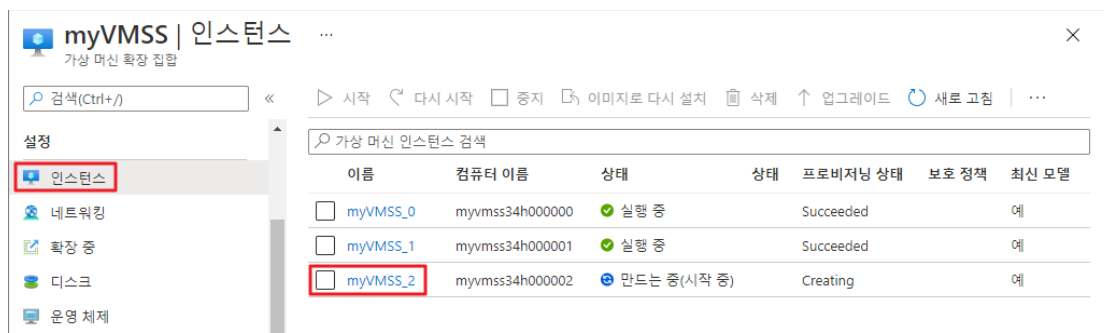 myVMSS | 인스턴스 ...
가상 머신 확장 집합
검색(Ctrl+/) «
시작 다시 시작 중지 이미지로 다시 설치 삭제 업그레이드 새로 고침 ...
설정
인스턴스
네트워킹
확장 중
디스크
운영 체제
가상 머신 인스턴스 검색
이름 컴퓨터 이름 상태 상태 프로비저닝 상태 보호 정책 최신 모델
myVMSS_0 myvmss34h000000 실행 중 Succeeded 예
myVMSS_1 myvmss34h000001 실행 중 Succeeded 예
myVMSS_2 myvmss34h000002 만드는 중(시작 중) Creating 예